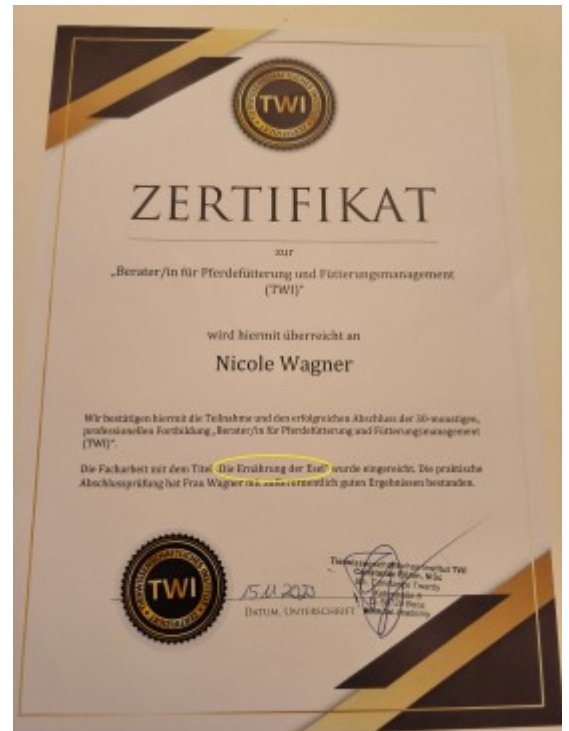 TWI
ZERTIFIKAT
zur
„Berater/in für Pferdefütterung und Fütterungsmanagement
(TWI)“
wird hiermit überreicht an
Nicole Wagner
Wir bestätigen hiermit die Teilnahme und den erfolgreichen Abschluss der 30-monatigen,
professionellen Fortbildung „Berater/in für Pferdefütterung und Fütterungsmanagement
(TWI)“.
Die Facharbeit mit dem Titel „Die Ernährung der Esel“ wurde eingereicht. Die praktische
Abschlussprüfung hat Frau Wagner mit außerordentlich guten Ergebnissen bestanden.
TWI
15.11.2020
DATUM, UNTERSCHRIFT